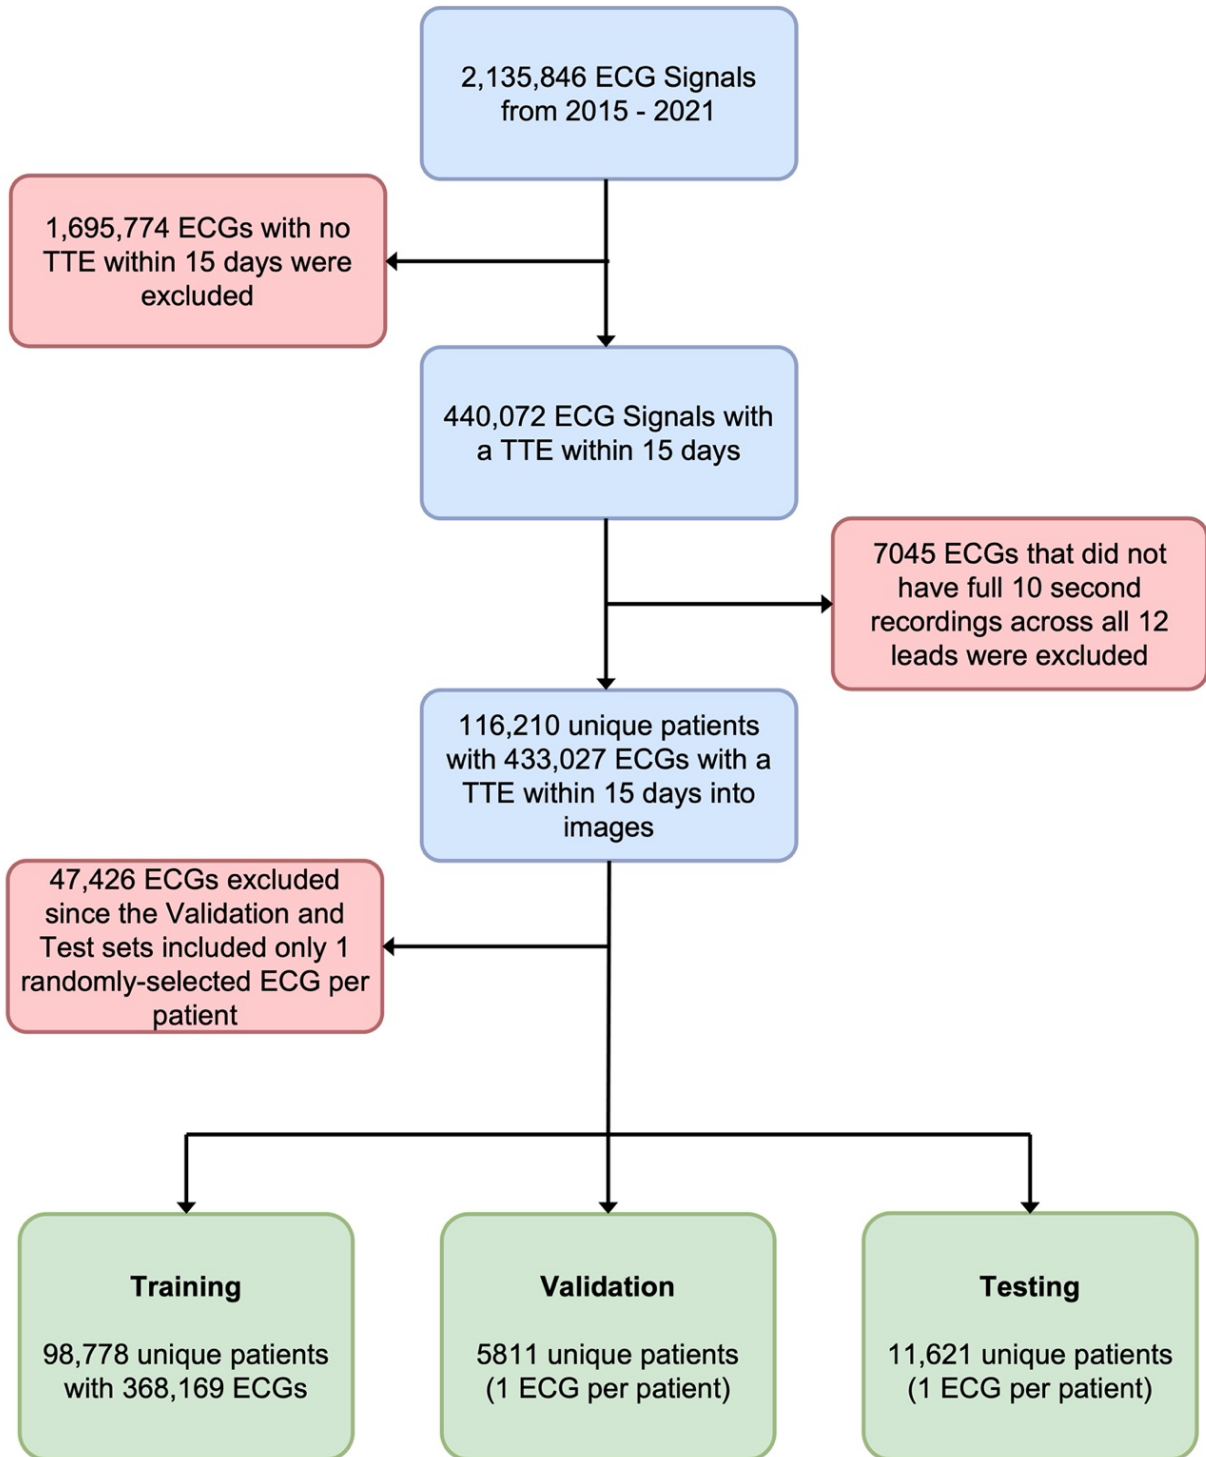 2,135,846 ECG Signals
from 2015 - 2021
1,695,774 ECGs with no
TTE within 15 days were
excluded
440,072 ECG Signals with
a TTE within 15 days
7045 ECGs that did not
have full 10 second
recordings across all 12
leads were excluded
116,210 unique patients
with 433,027 ECGs with a
TTE within 15 days into
images
47,426 ECGs excluded
since the Validation and
Test sets included only 1
randomly-selected ECG per
patient
Training
98,778 unique patients
with 368,169 ECGs
Validation
5811 unique patients
(1 ECG per patient)
Testing
11,621 unique patients
(1 ECG per patient)